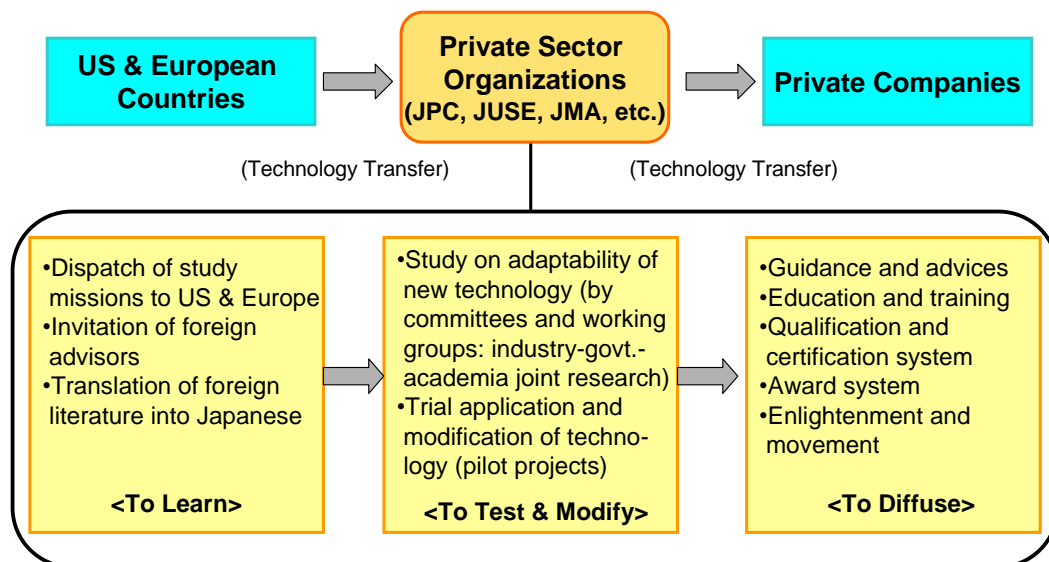 US & European
Countries
Private Sector
Organizations
(JPC, JUSE, JMA, etc.)
Private Companies
(Technology Transfer)
(Technology Transfer)
•Dispatch of study
missions to US & Europe
•Invitation of foreign
advisors
•Translation of foreign
literature into Japanese
<To Learn>
•Study on adaptability of
new technology (by
committees and working
groups: industry-govt.-
academia joint research)
•Trial application and
modification of techno-
logy (pilot projects)
<To Test & Modify>
•Guidance and advices
•Education and training
•Qualification and
certification system
•Award system
•Enlightenment and
movement
<To Diffuse>